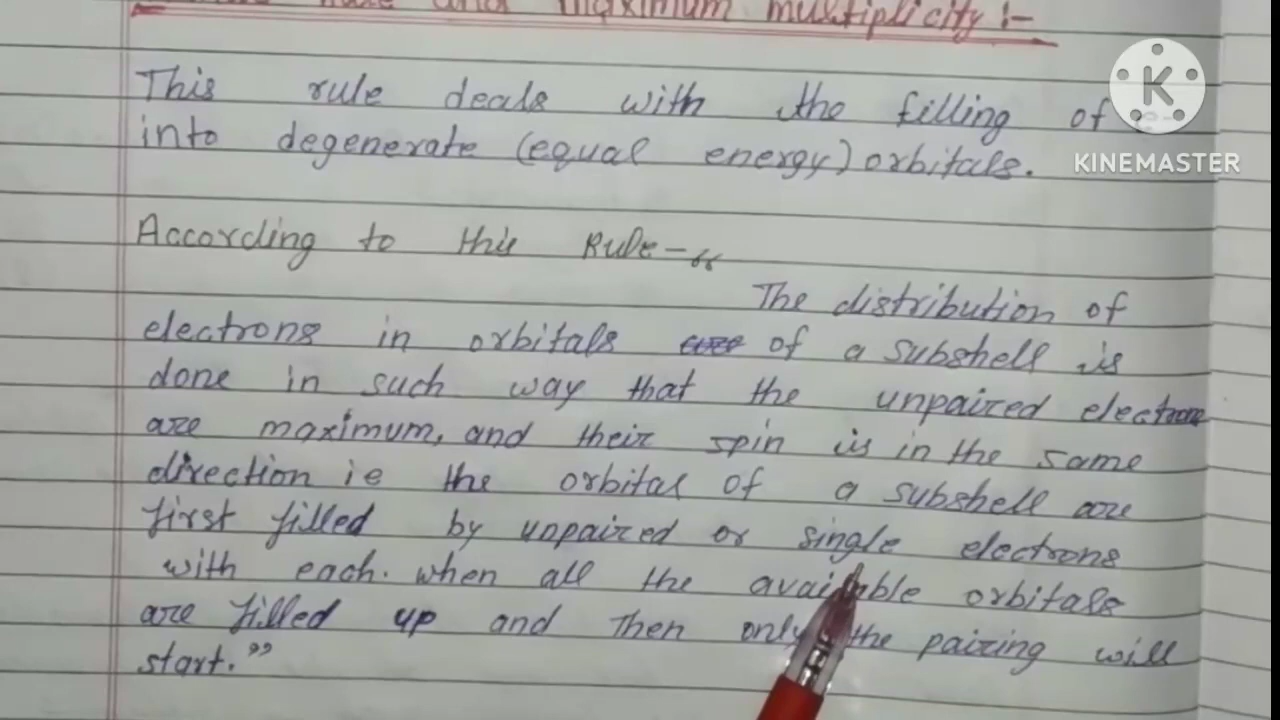 and maximum multiplicity :-
This rule deals with the filling of e-
into degenerate (equal energy) orbitals.
According to this Rule- "
The distribution of
electrons in orbitals of a subshell is
done in such way that the unpaired electrons
are maximum, and their spin is in the same
direction ie the orbital of a subshell are
first filled by unpaired or single electrons
with each. when all the available orbitals
are filled up and then only the pairing will
start."
KINEMASTER